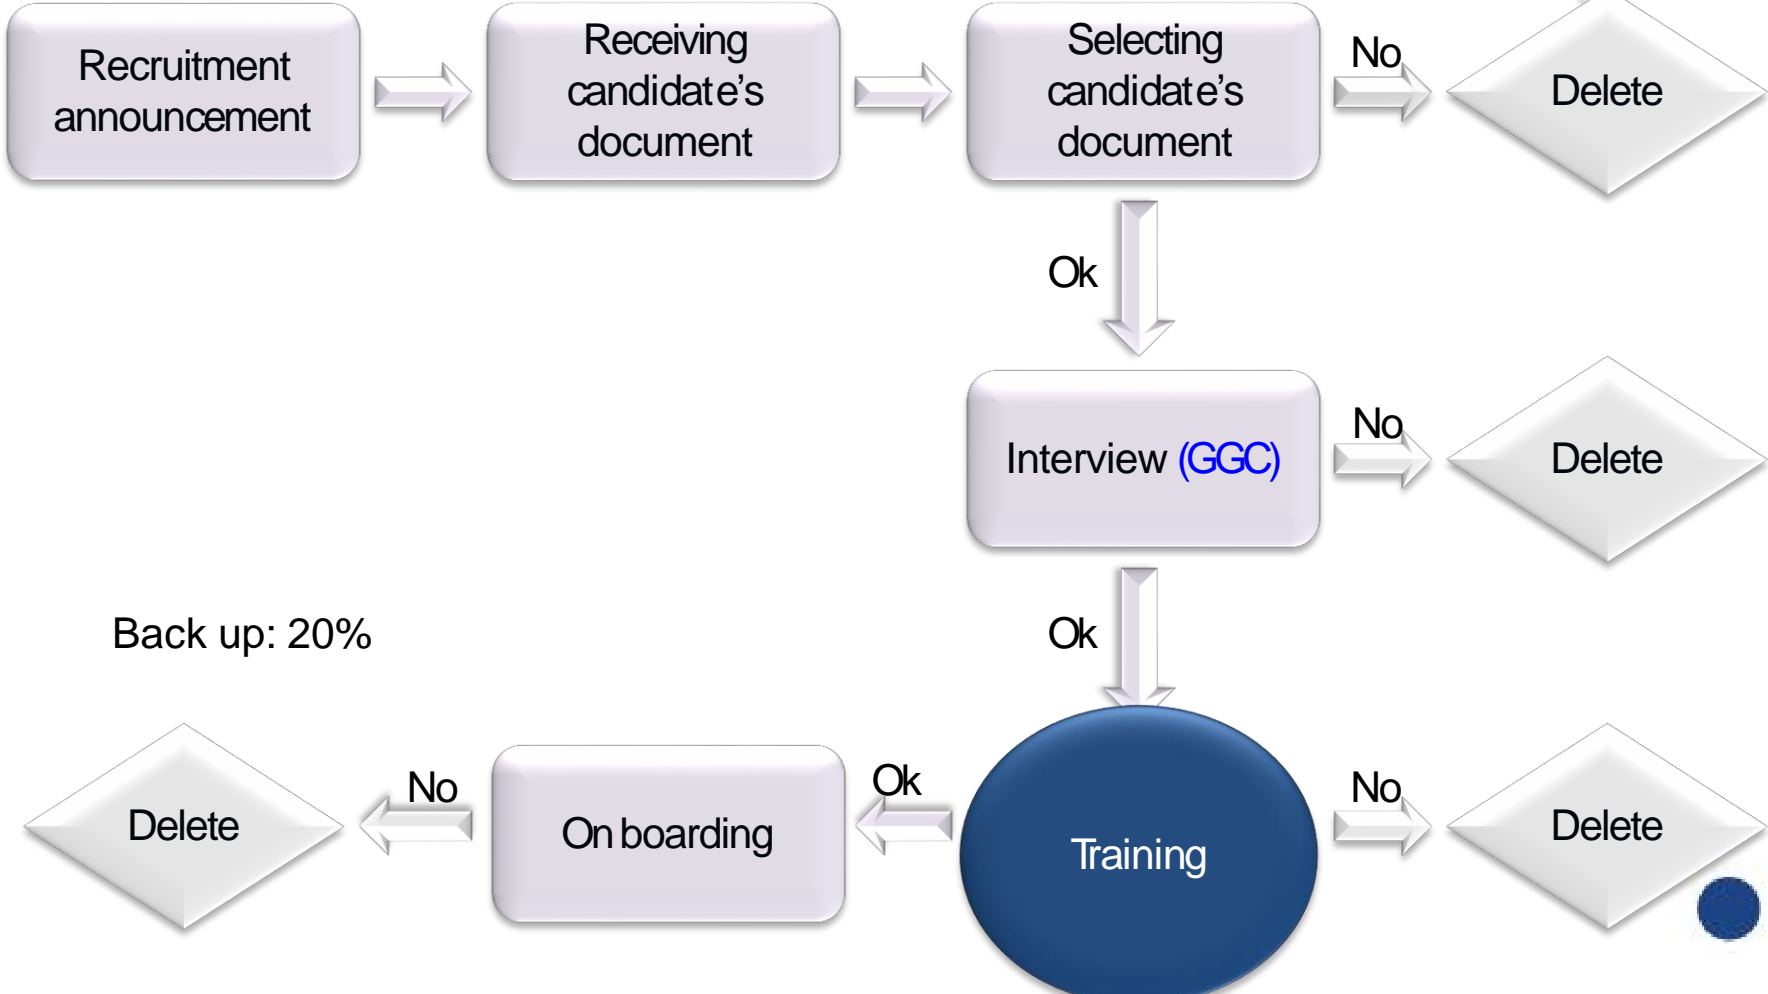 Recruitment
announcement
Receiving
candidate's
document
Selecting
candidate's
document
No
Delete
Ok
Interview (GGC)
No
Delete
Back up: 20%
Ok
Delete
No
On boarding
Ok
Training
No
Delete